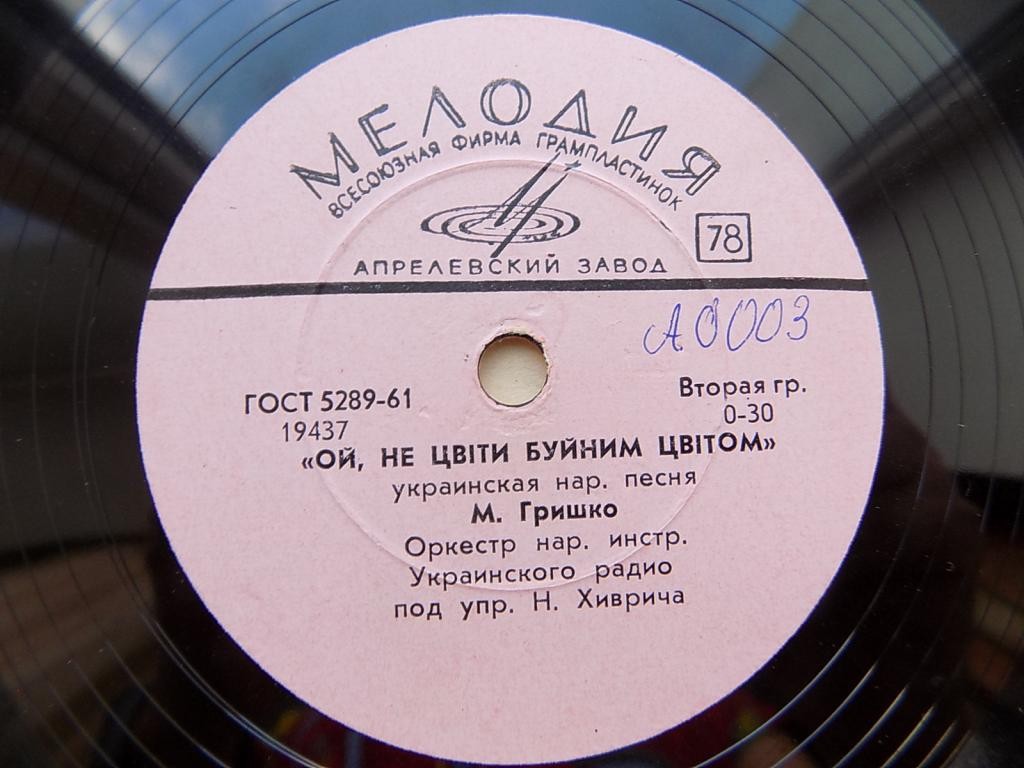 МЕЛОДИЯ
ВСЕСОЮЗНАЯ ФИРМА ГРАМПЛАСТИНОК
78
АПРЕЛЕВСКИЙ ЗАВОД
А0003
ГОСТ 5289-61
Вторая гр.
19437
0-30
«ОЙ, НЕ ЦВІТИ БУЙНИМ ЦВІТОМ»
украинская нар. песня
М. Гришко
Оркестр нар. инстр.
Украинского радио
под упр. Н. Хиврича